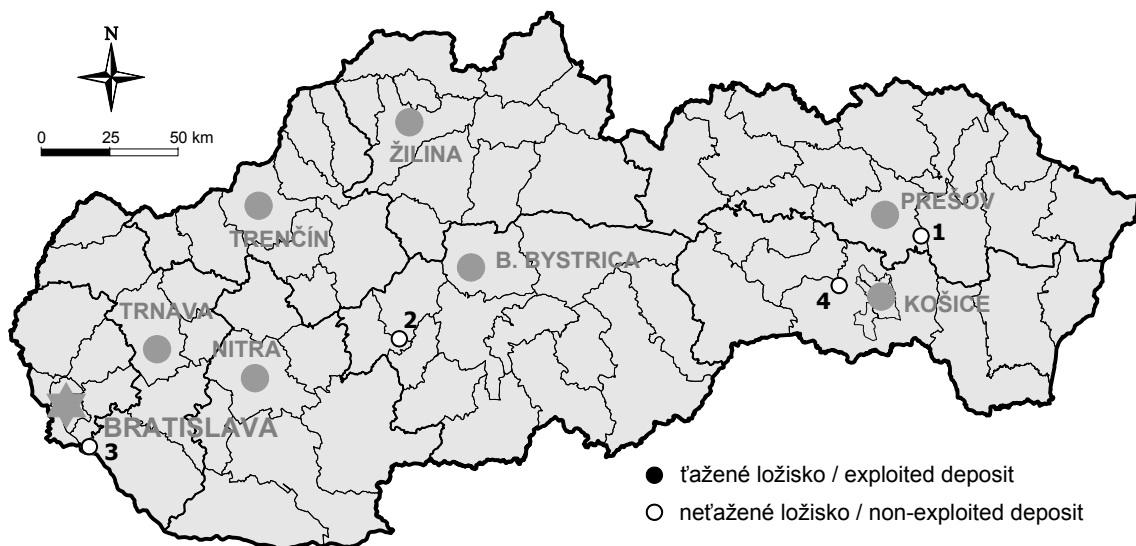 N
0 25 50 km
ŽILINA
PREŠOV
1
TRENČÍN
B. BYSTRICA
4
KOŠICE
TRNAVA
2
NITRA
BRATISLAVA
3
ťažené ložisko / exploited deposit
neťažené ložisko / non-exploited deposit